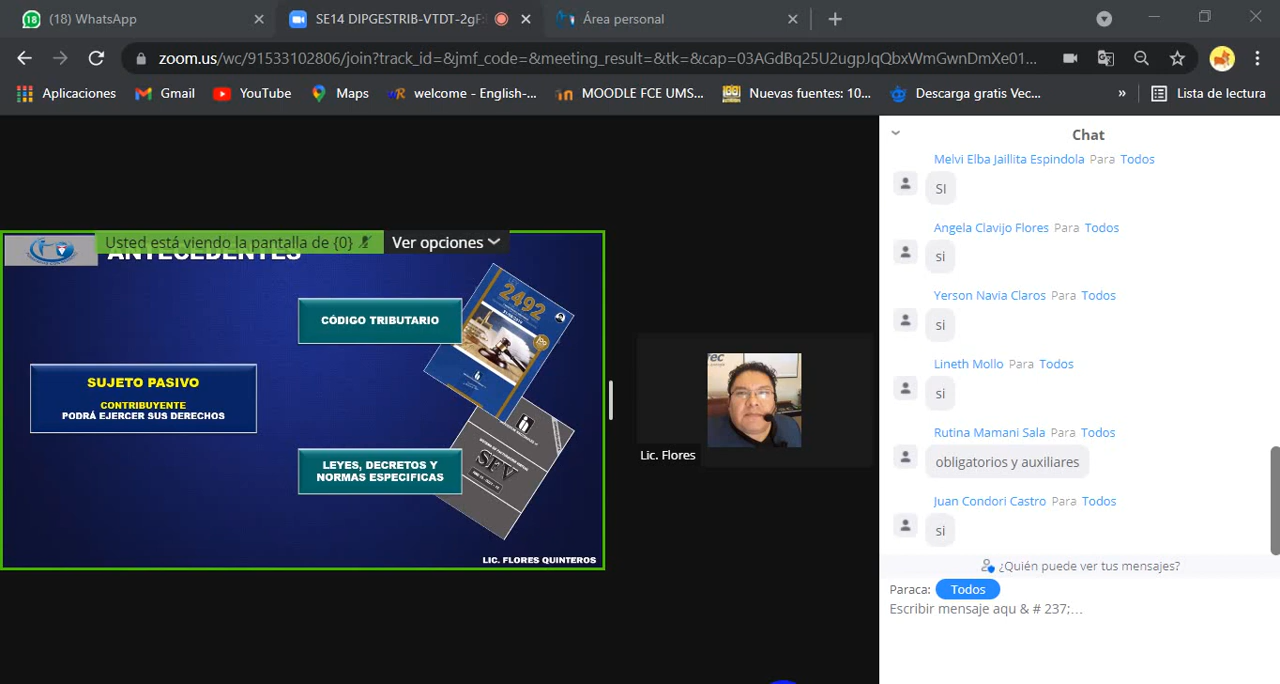 (18) WhatsApp
SE14 DIPGESTRIB-VTDT-2gF:
Área personal
zoom.us/wc/91533102806/join?track_id=&jmf_code=&meeting_result=&tk=&cap=03AGdBq25U2ugpJqQbxWmGwnDmXe01...
Aplicaciones
Gmail
YouTube
Maps
welcome - English-...
MOODLE FCE UMS...
Nuevas fuentes: 10...
Descarga gratis Vec...
»
Lista de lectura
Usted está viendo la pantalla de {0}
Ver opciones
ANTECEDENTES
CÓDIGO TRIBUTARIO
2492
SUJETO PASIVO
CONTRIBUYENTE
PODRÁ EJERCER SUS DERECHOS
LEYES, DECRETOS Y
NORMAS ESPECIFICAS
SFV
LIC. FLORES QUINTEROS
Lic. Flores
Chat
Melvi Elba Jaillita Espindola Para Todos
SI
Angela Clavijo Flores Para Todos
si
Yerson Navia Claros Para Todos
si
Lineth Mollo Para Todos
si
Rutina Mamani Sala Para Todos
obligatorios y auxiliares
Juan Condori Castro Para Todos
si
¿Quién puede ver tus mensajes?
Paraca: Todos
Escribir mensaje aqu & # 237;...